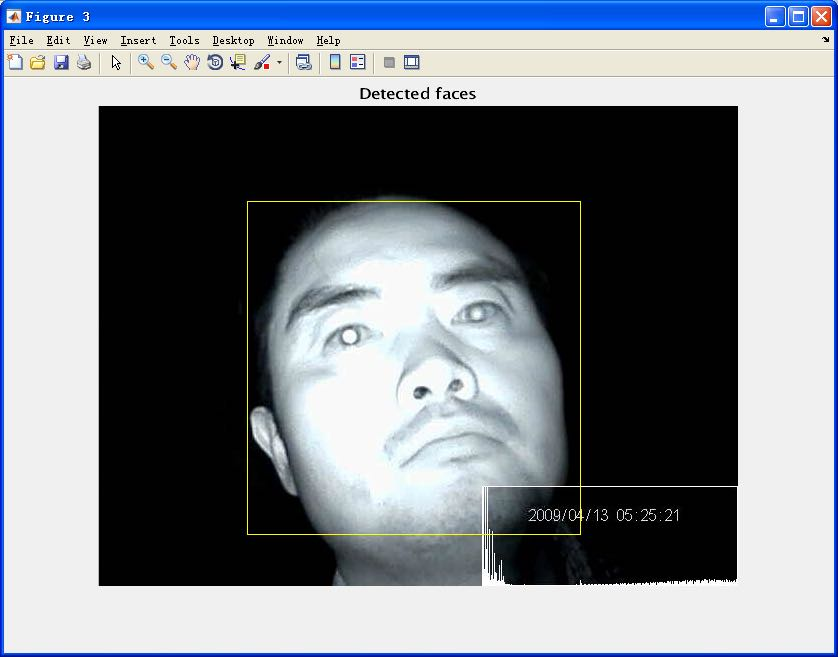 Figure 3
File Edit View Insert Tools Desktop Window Help
Detected faces
2009/04/13 05:25:21